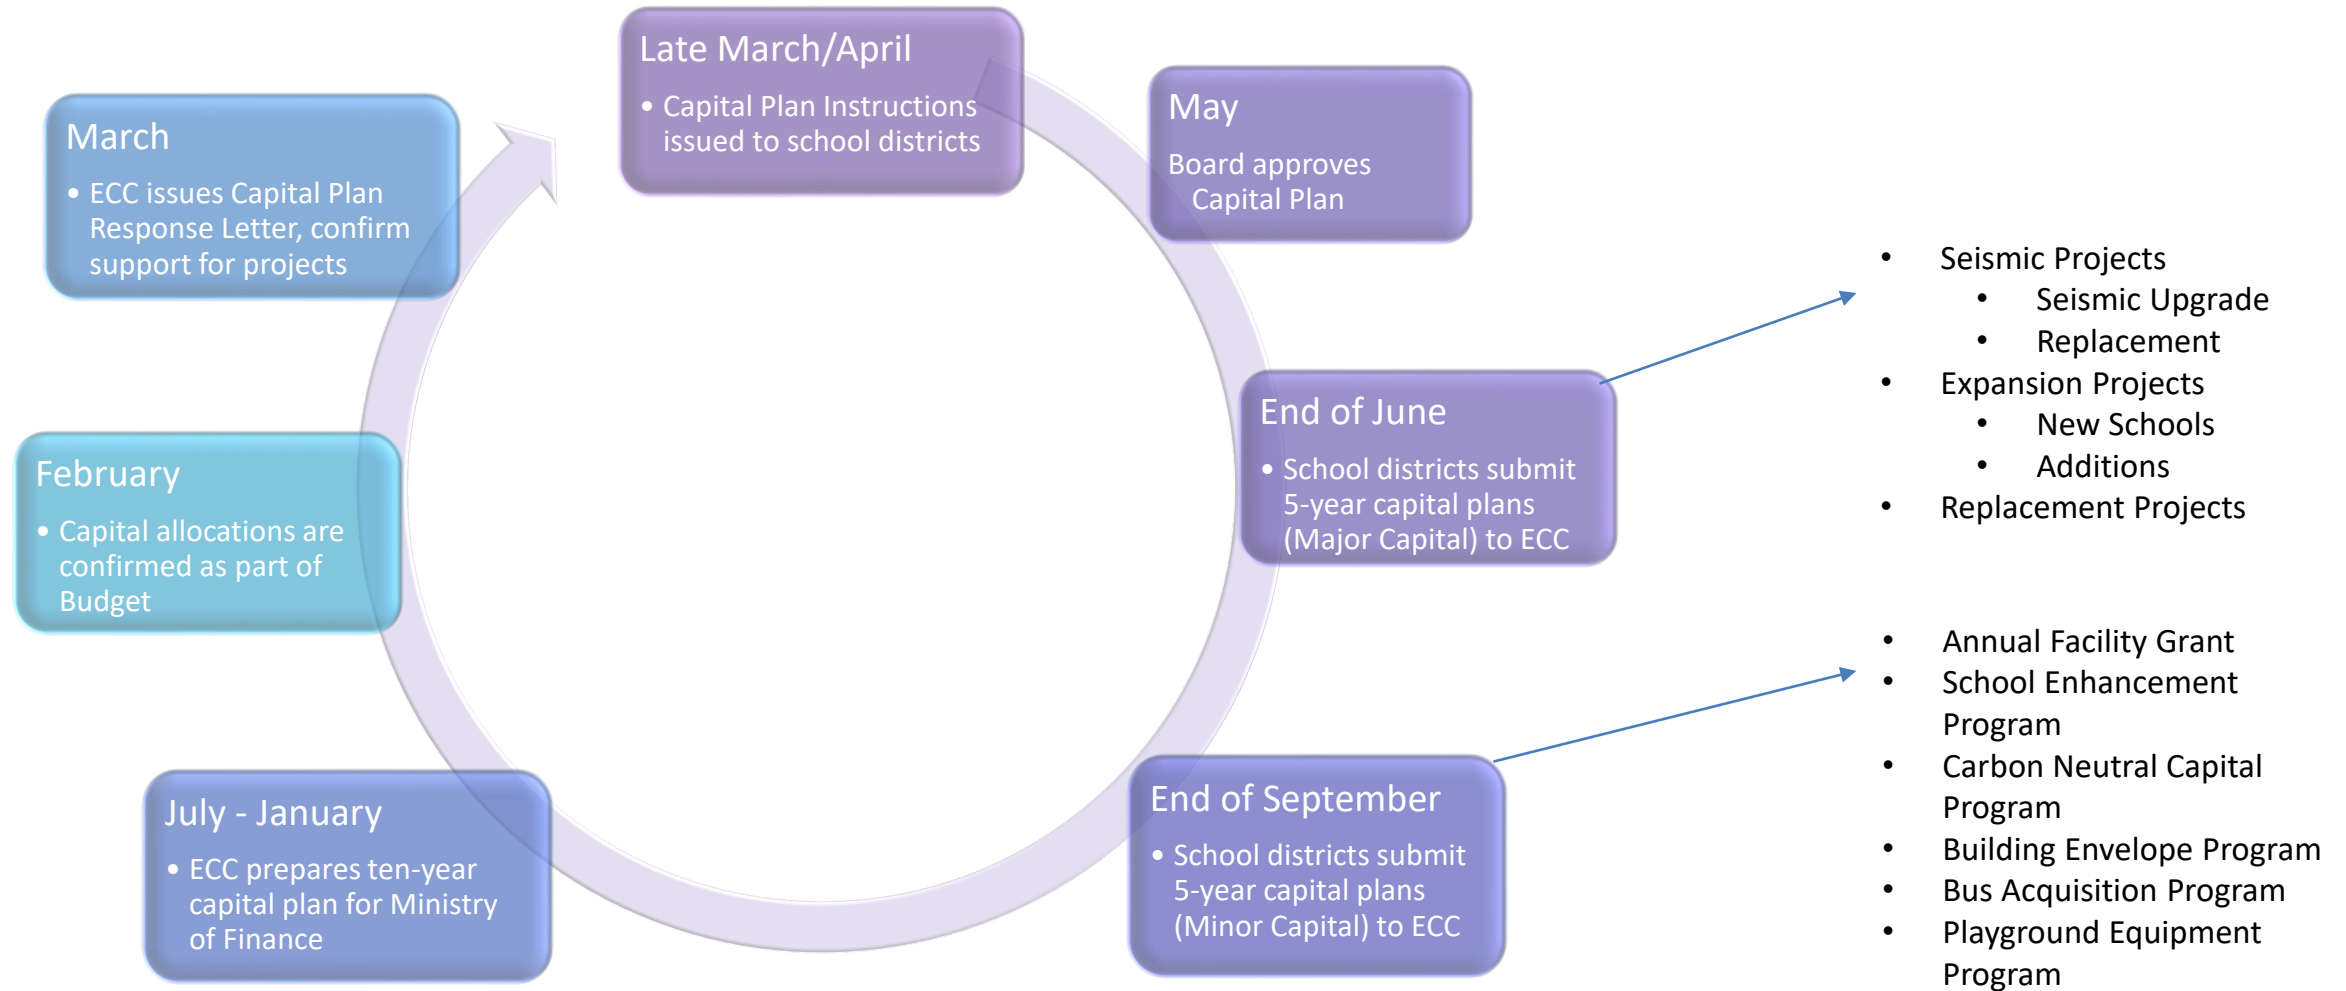 Late March/April
• Capital Plan Instructions
issued to school districts
May
Board approves
Capital Plan
End of June
• School districts submit
5-year capital plans
(Major Capital) to ECC
End of September
• School districts submit
5-year capital plans
(Minor Capital) to ECC
July - January
• ECC prepares ten-year
capital plan for Ministry
of Finance
February
• Capital allocations are
confirmed as part of
Budget
March
• ECC issues Capital Plan
Response Letter, confirm
support for projects
• Seismic Projects
• Seismic Upgrade
• Replacement
• Expansion Projects
• New Schools
• Additions
• Replacement Projects
• Annual Facility Grant
• School Enhancement
Program
• Carbon Neutral Capital
Program
• Building Envelope Program
• Bus Acquisition Program
• Playground Equipment
Program